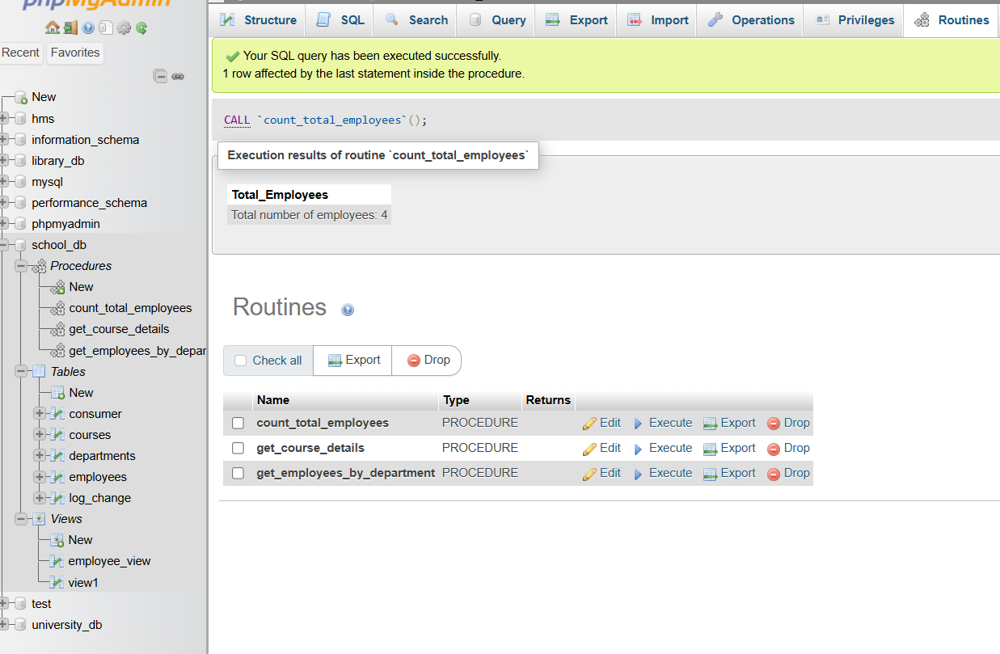 phpMyAdmin
Recent Favorites
New
hms
information_schema
library_db
mysql
performance_schema
phpmyadmin
school_db
Procedures
New
count_total_employees
get_course_details
get_employees_by_depar
Tables
New
consumer
courses
departments
employees
log_change
Views
New
employee_view
view1
test
university_db
Structure SQL Search Query Export Import Operations Privileges Routines
Your SQL query has been executed successfully.
1 row affected by the last statement inside the procedure.
CALL `count_total_employees`();
Execution results of routine `count_total_employees`
Total_Employees
Total number of employees: 4
Routines
Check all Export Drop
Name Type Returns
count_total_employees PROCEDURE Edit Execute Export Drop
get_course_details PROCEDURE Edit Execute Export Drop
get_employees_by_department PROCEDURE Edit Execute Export Drop